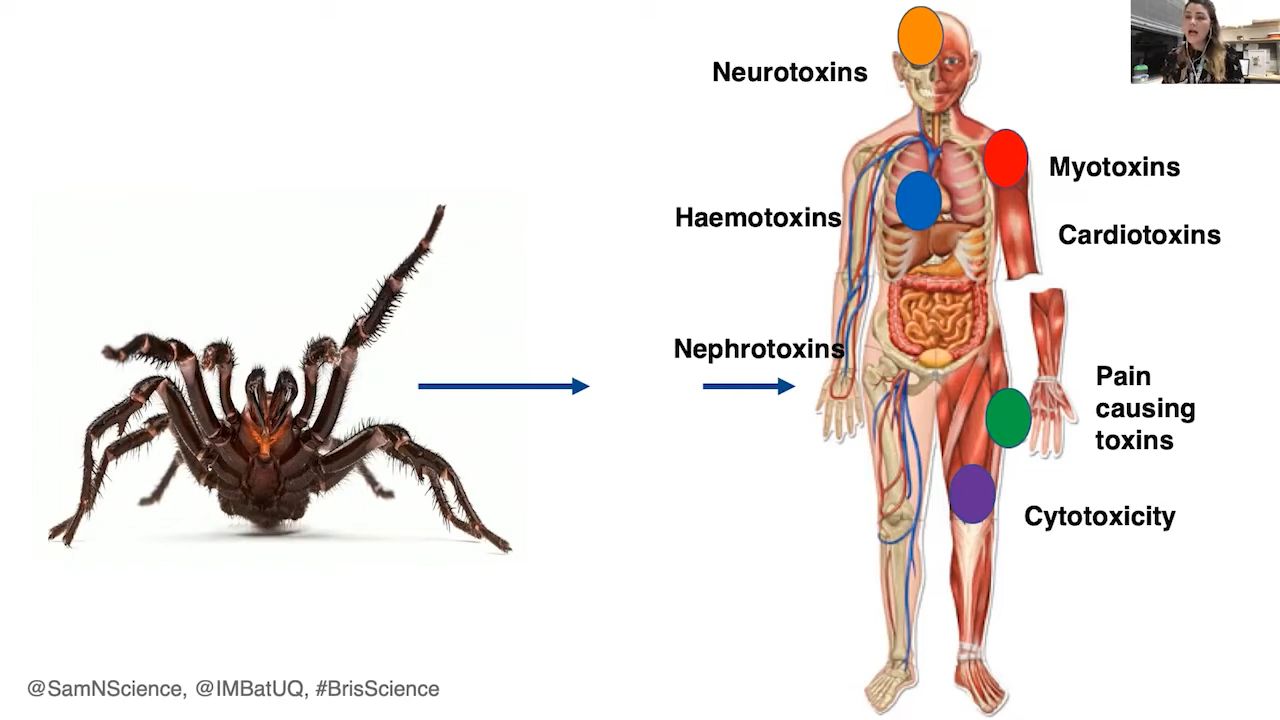 Neurotoxins
Myotoxins
Haemotoxins
Cardiotoxins
Nephrotoxins
Pain
causing
toxins
Cytotoxicity
@SamNScience, @IMBatUQ, #BrisScience